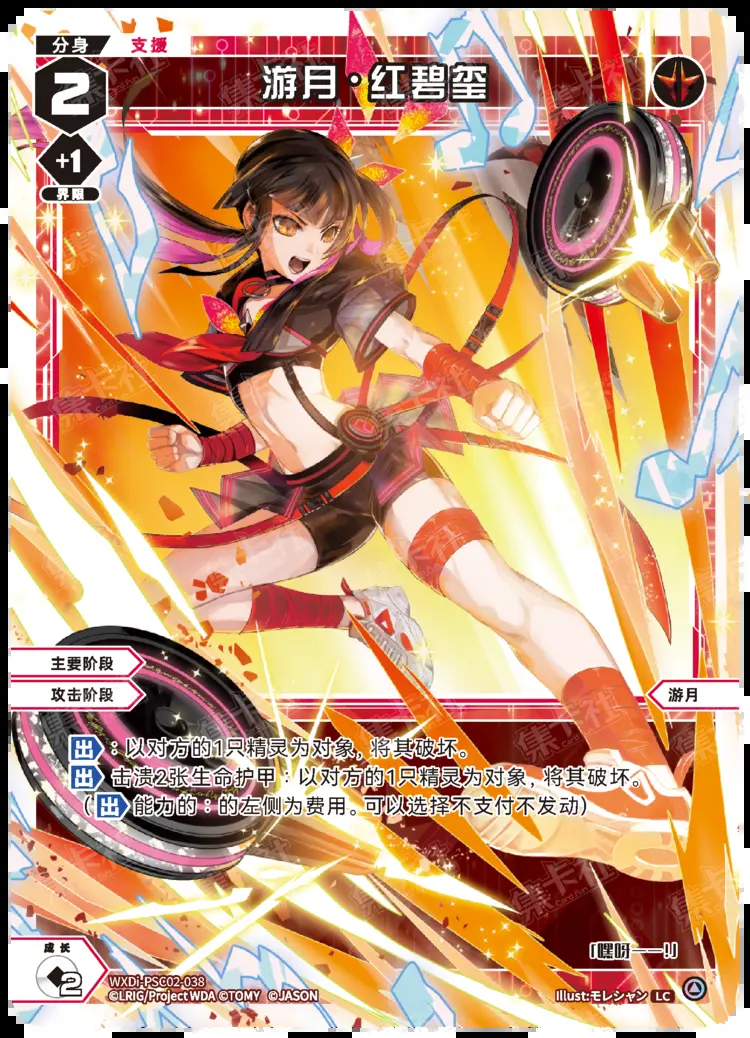 分身 支援
2
游月·红碧玺
+1
界限
主要阶段
攻击阶段
游月
出：以对方的1只精灵为对象，将其破坏。
出 击溃2张生命护甲：以对方的1只精灵为对象，将其破坏。
（出 能力的：的左侧为费用。可以选择不支付不发动）
「嘿呀——！」
成长
2
WXDi-PSC02-038
©LRIG/Project WDA ©TOMY ©JASON
Illust:モレシャン LC
集卡社